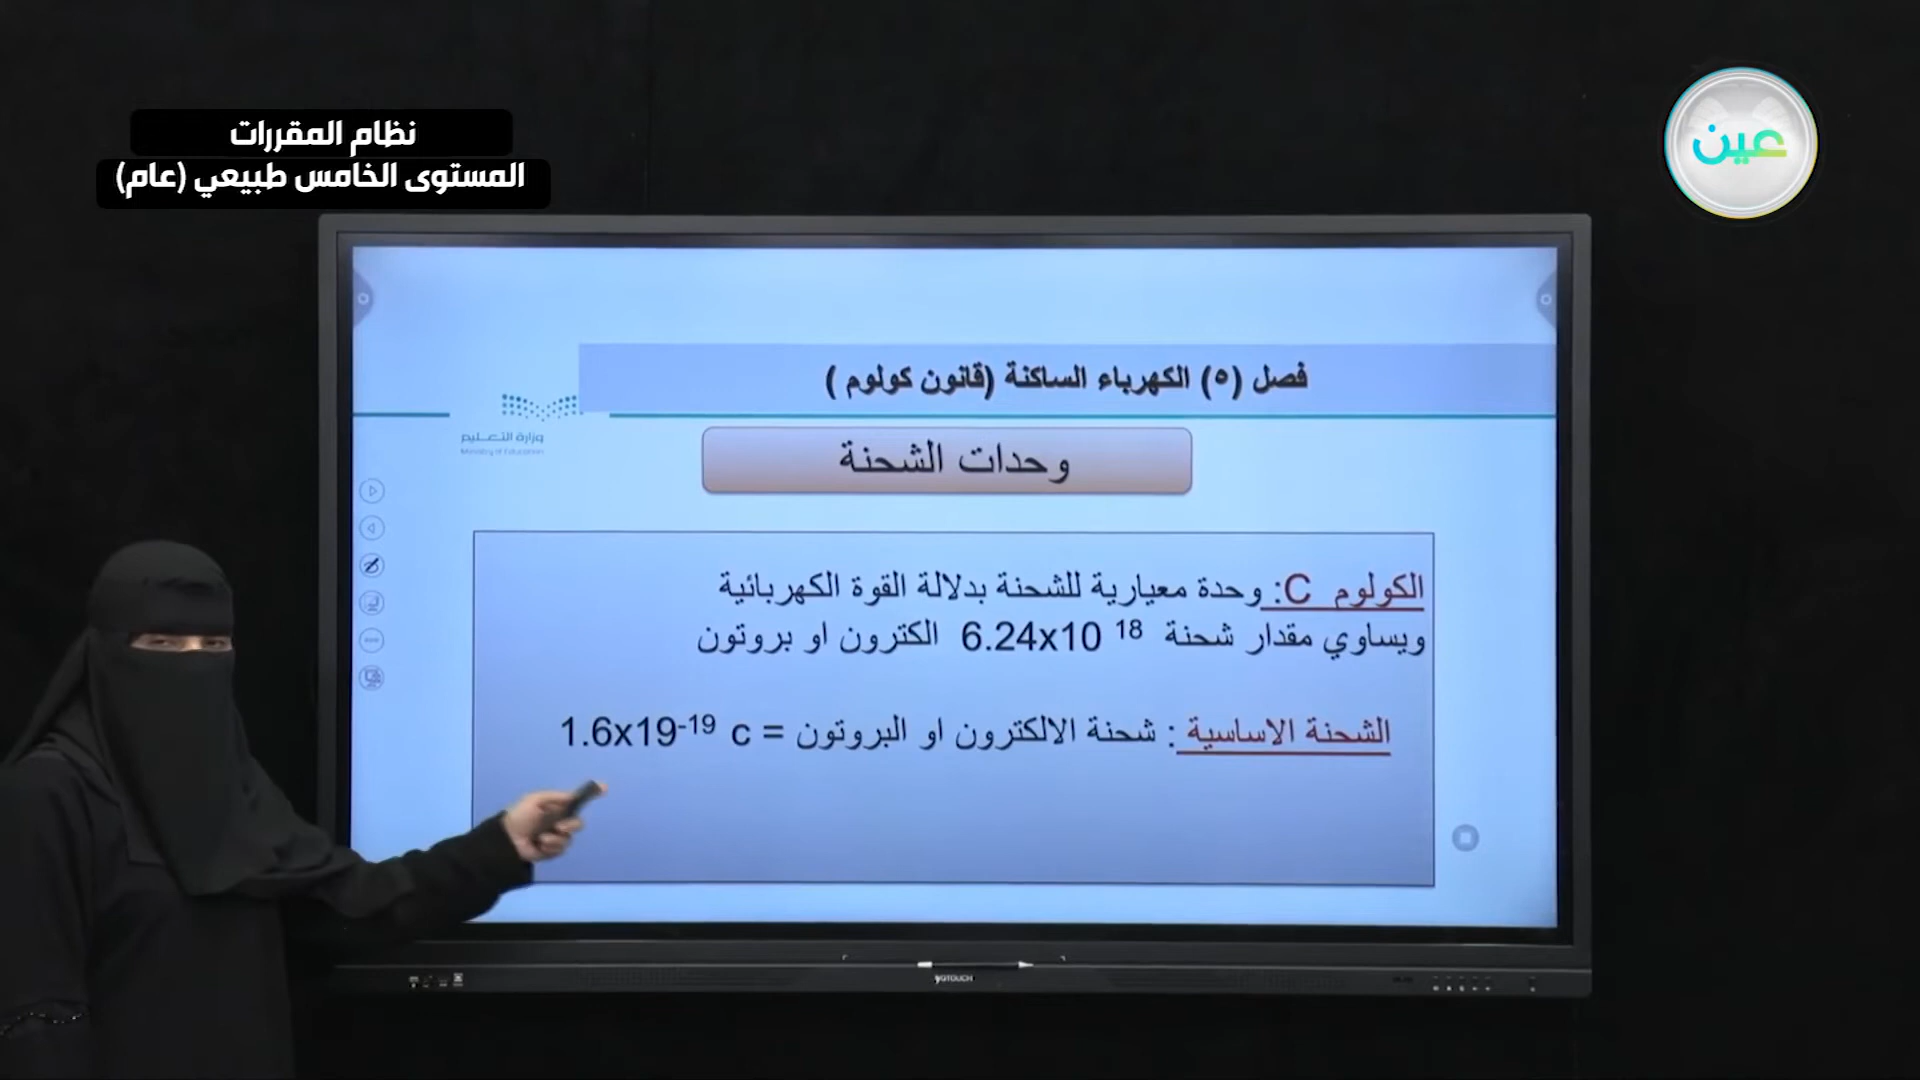 نظام المقررات
المستوى الخامس طبيعي (عام)
عين
فصل (٥) الكهرباء الساكنة (قانون كولوم )
وزارة التعليم
Ministry of Education
وحدات الشحنة
الكولوم C: وحدة معيارية للشحنة بدلالة القوة الكهربائية
ويساوي مقدار شحنة 6.24x10 ¹⁸ الكترون او بروتون
الشحنة الاساسية : شحنة الالكترون او البروتون = 1.6x19⁻¹⁹ c